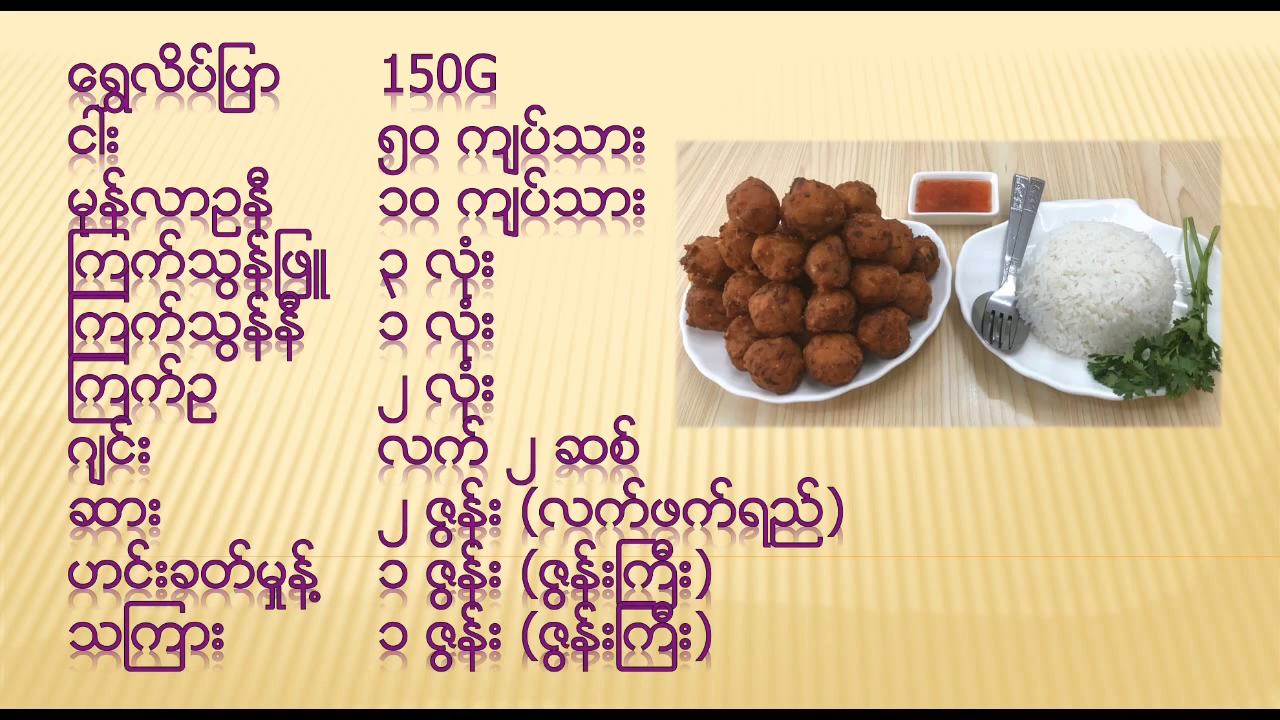 ရွှေလိပ်ပြာ 150G
ငါး ၅၀ ကျပ်သား
မုန်လာဥနီ ၁၀ ကျပ်သား
ကြက်သွန်ဖြူ ၃ လုံး
ကြက်သွန်နီ ၁ လုံး
ကြက်ဥ ၂ လုံး
ဂျင်း လက် ၂ ဆစ်
ဆား ၂ ဇွန်း (လက်ဖက်ရည်)
ဟင်းခတ်မှုန့် ၁ ဇွန်း (ဇွန်းကြီး)
သကြား ၁ ဇွန်း (ဇွန်းကြီး)